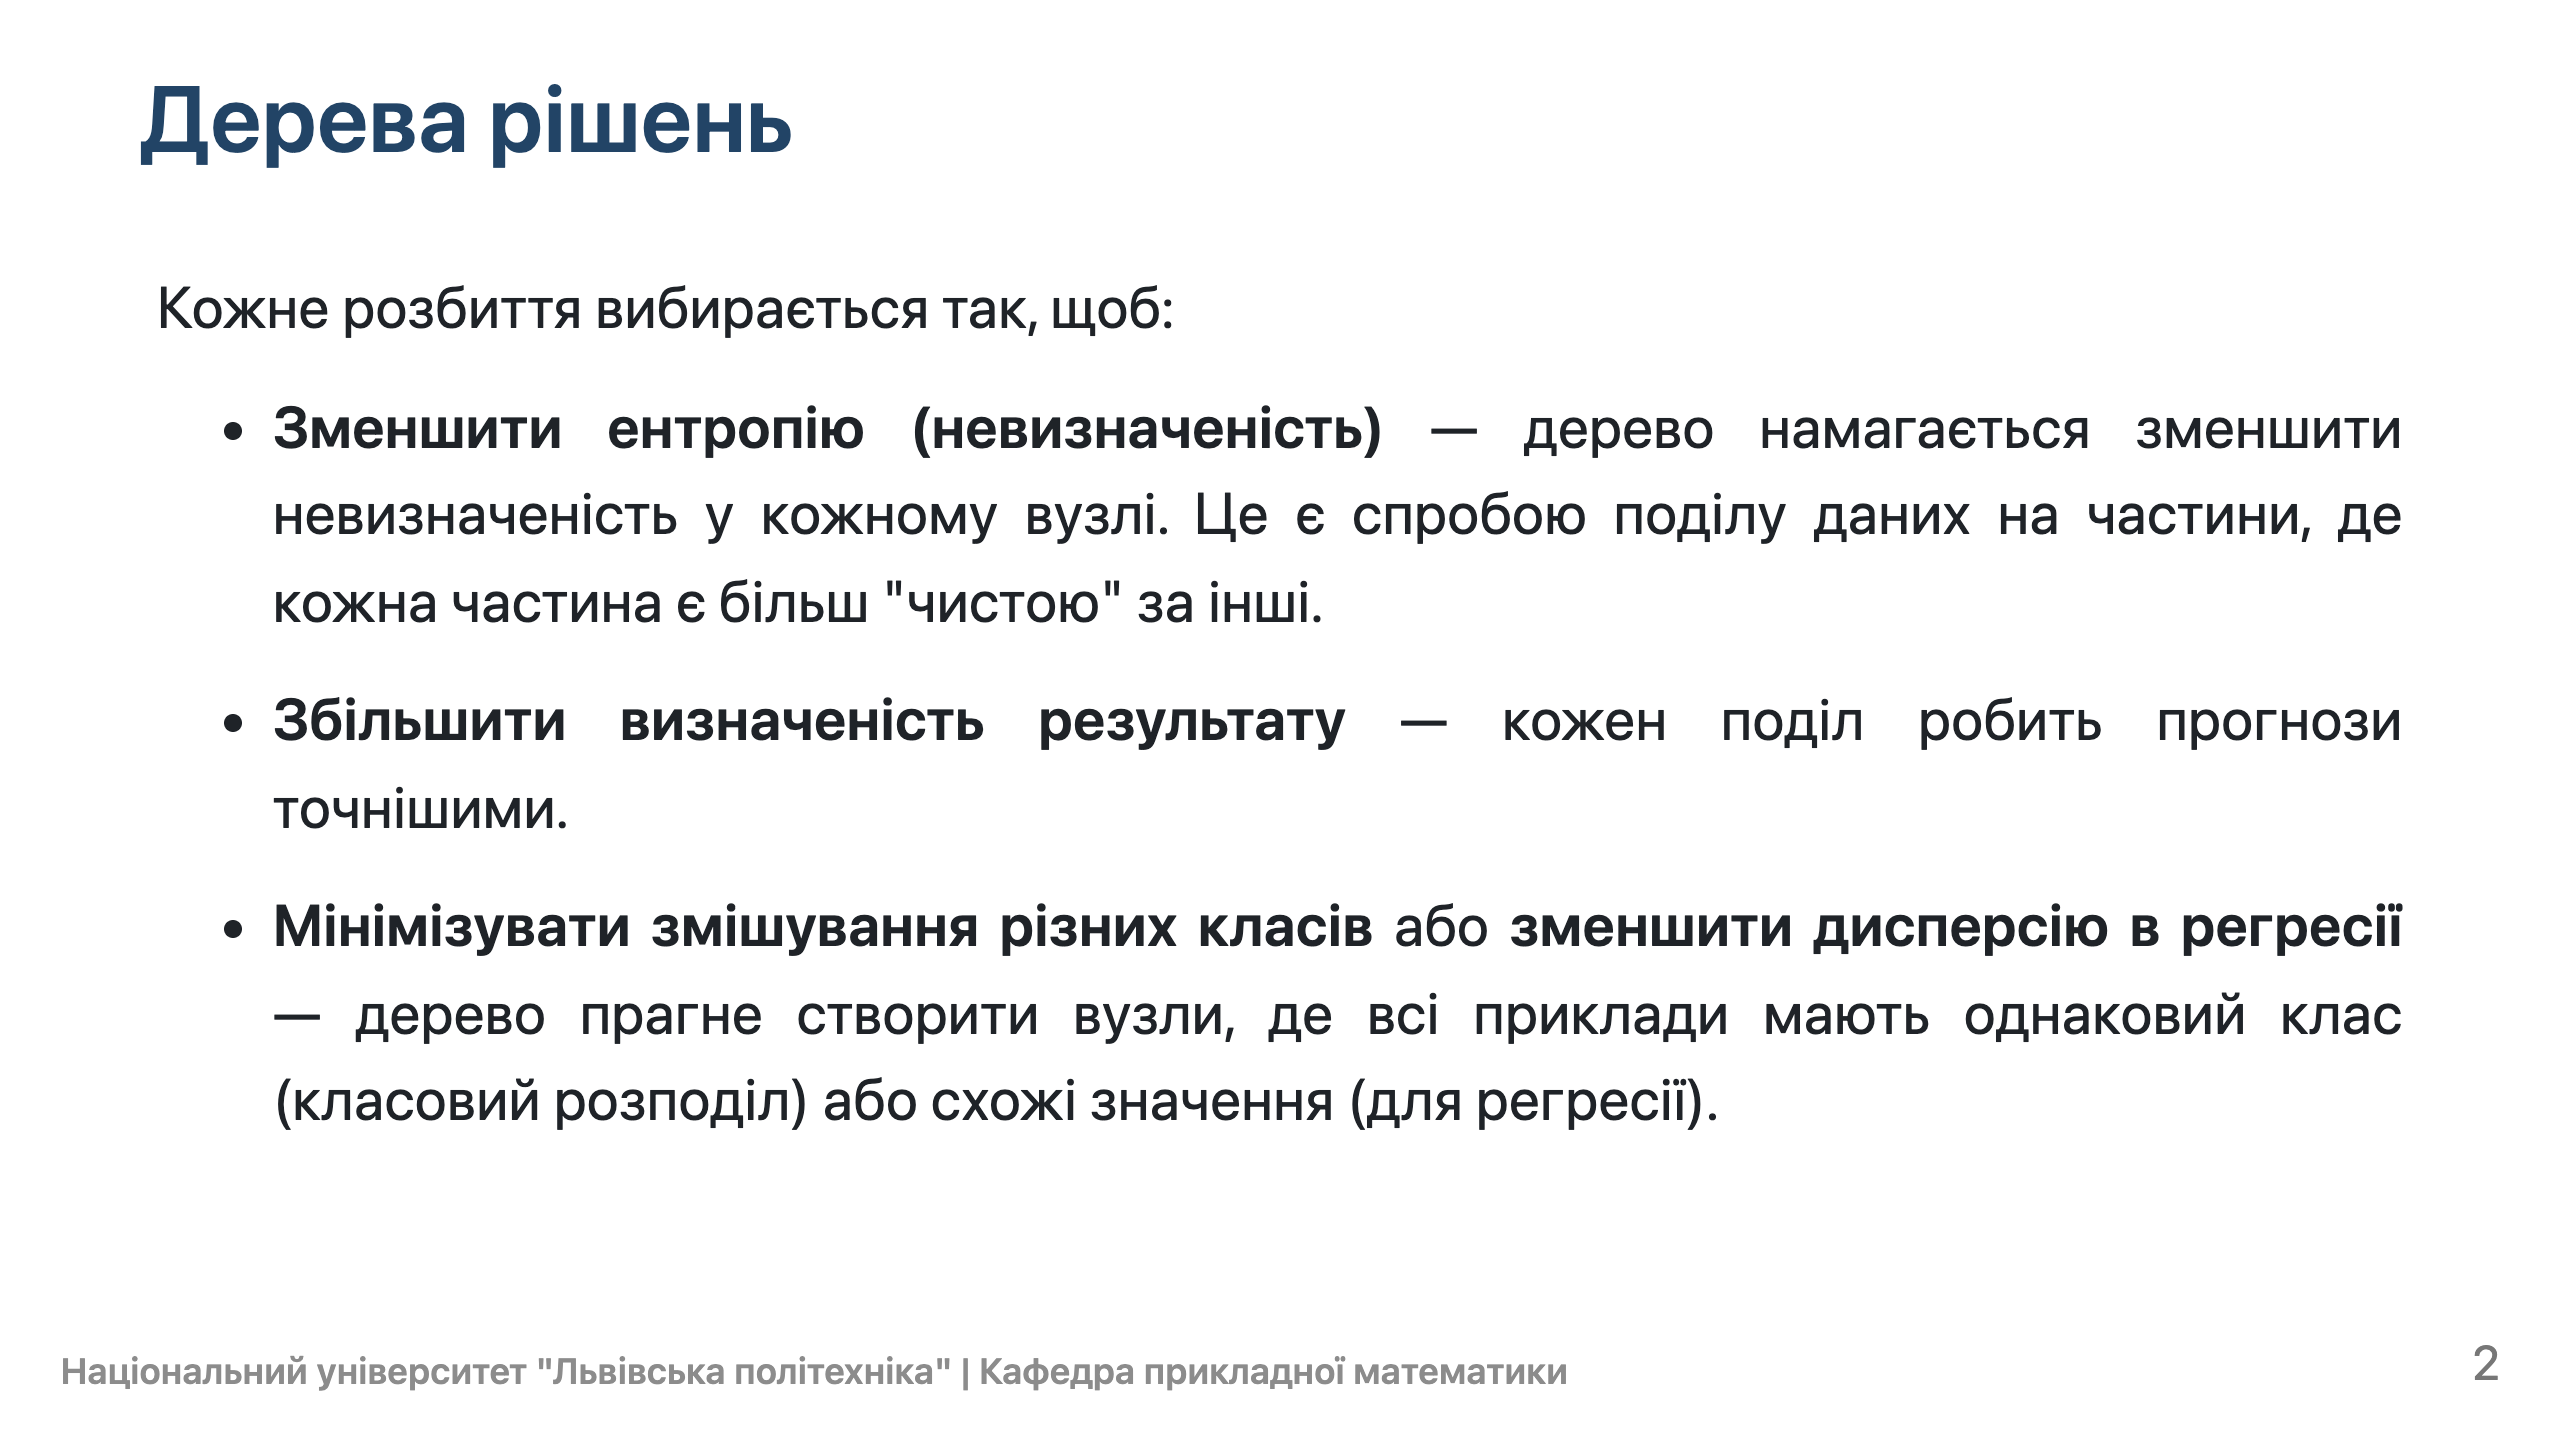 Дерева рішень
Кожне розбиття вибирається так, щоб:
• Зменшити ентропію (невизначеність) — дерево намагається зменшити
невизначеність у кожному вузлі. Це є спробою поділу даних на частини, де
кожна частина є більш "чистою" за інші.
• Збільшити визначеність результату — кожен поділ робить прогнози
точнішими.
• Мінімізувати змішування різних класів або зменшити дисперсію в регресії
— дерево прагне створити вузли, де всі приклади мають однаковий клас
(класовий розподіл) або схожі значення (для регресії).
Національний університет "Львівська політехніка" | Кафедра прикладної математики
2